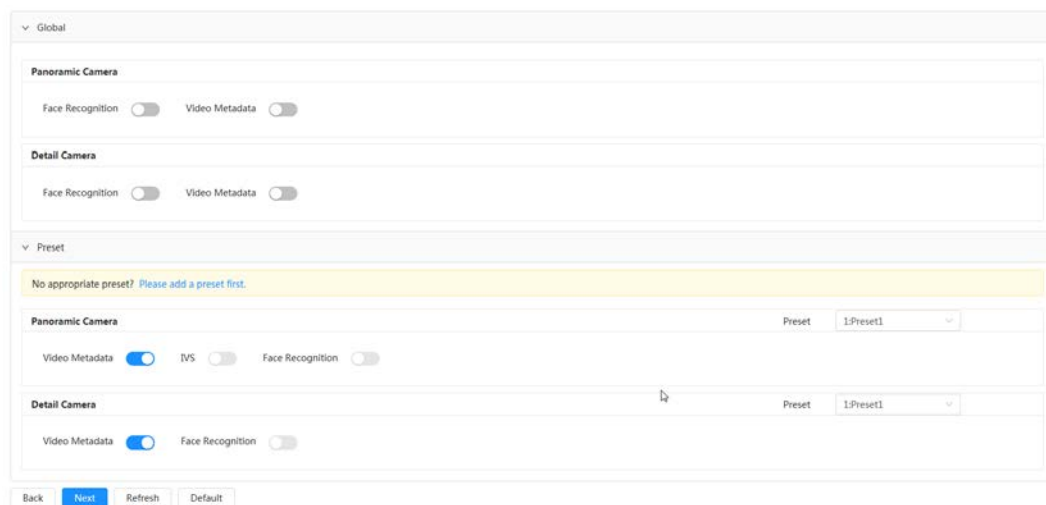 Global
Panoramic Camera
Face Recognition Video Metadata
Detail Camera
Face Recognition Video Metadata
Preset
No appropriate preset? Please add a preset first.
Panoramic Camera Preset 1:Preset1
Video Metadata IVS Face Recognition
Detail Camera Preset 1:Preset1
Video Metadata Face Recognition
Back Next Refresh Default